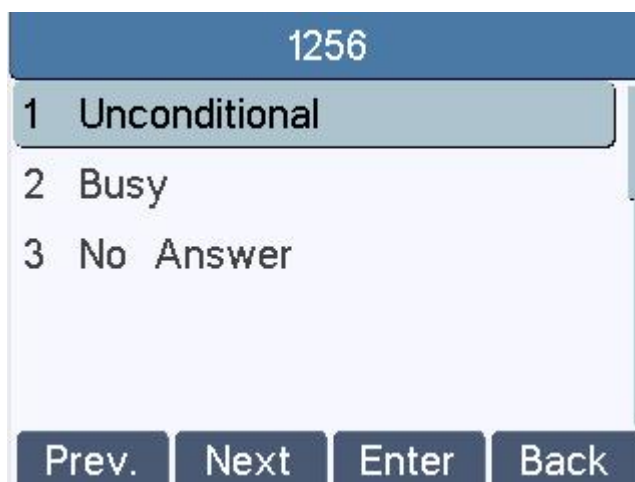 1256
1 Unconditional
2 Busy
3 No Answer
Prev. Next Enter Back